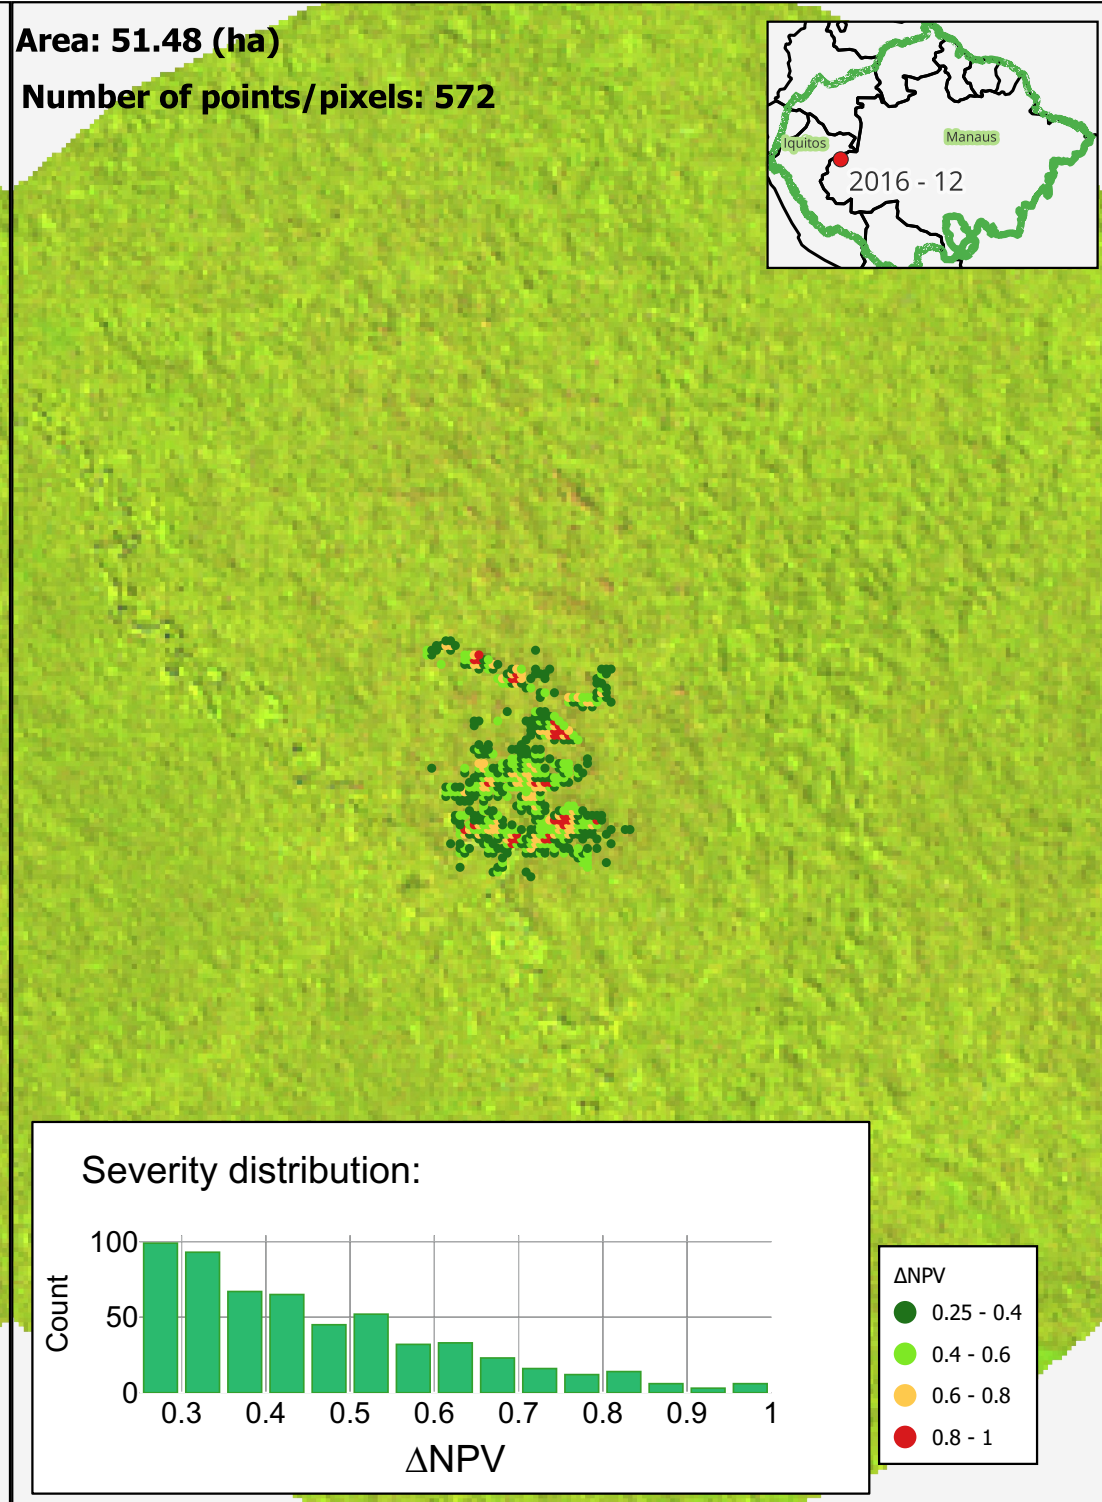 Area: 51.48 (ha)
Number of points/pixels: 572
Iquitos
Manaus
2016 - 12
Severity distribution:
100
50
0
Count
0.3 0.4 0.5 0.6 0.7 0.8 0.9 1
ΔNPV
ΔNPV
0.25 - 0.4
0.4 - 0.6
0.6 - 0.8
0.8 - 1